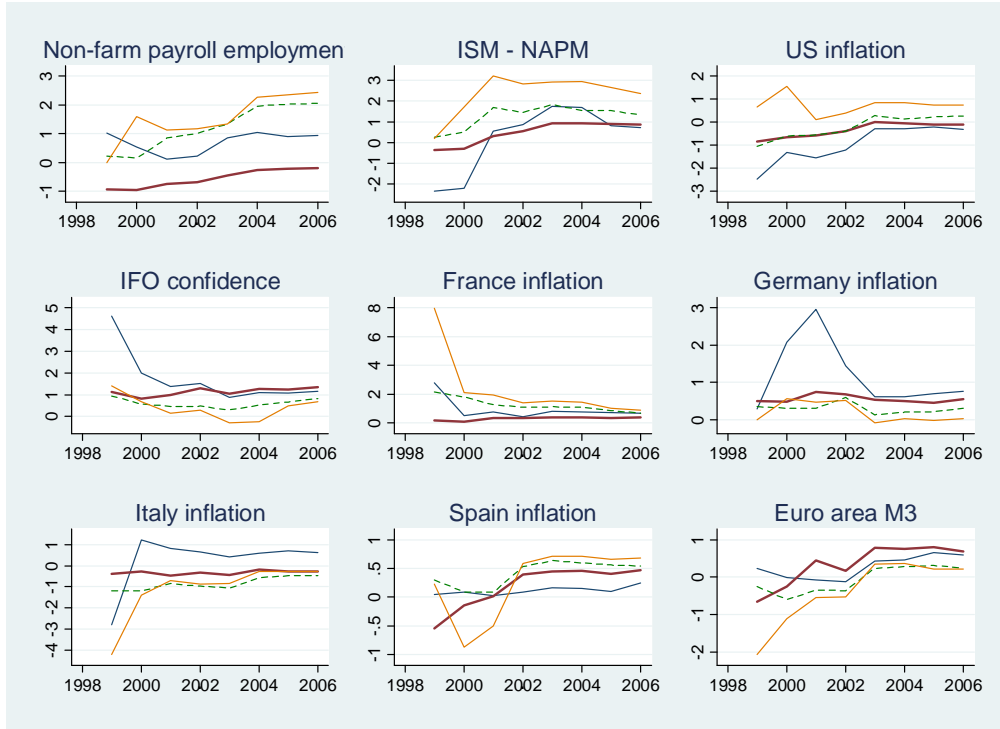 Non-farm payroll employmen
3
2
1
0
-1
1998 2000 2002 2004 2006
ISM - NAPM
3
2
1
0
-1
-2
1998 2000 2002 2004 2006
US inflation
2
1
0
-1
-2
-3
1998 2000 2002 2004 2006
IFO confidence
5
4
3
2
1
0
1998 2000 2002 2004 2006
France inflation
8
6
4
2
0
1998 2000 2002 2004 2006
Germany inflation
3
2
1
0
1998 2000 2002 2004 2006
Italy inflation
1
0
-1
-2
-3
-4
1998 2000 2002 2004 2006
Spain inflation
1
.5
0
-.5
-1
1998 2000 2002 2004 2006
Euro area M3
1
0
-1
-2
1998 2000 2002 2004 2006